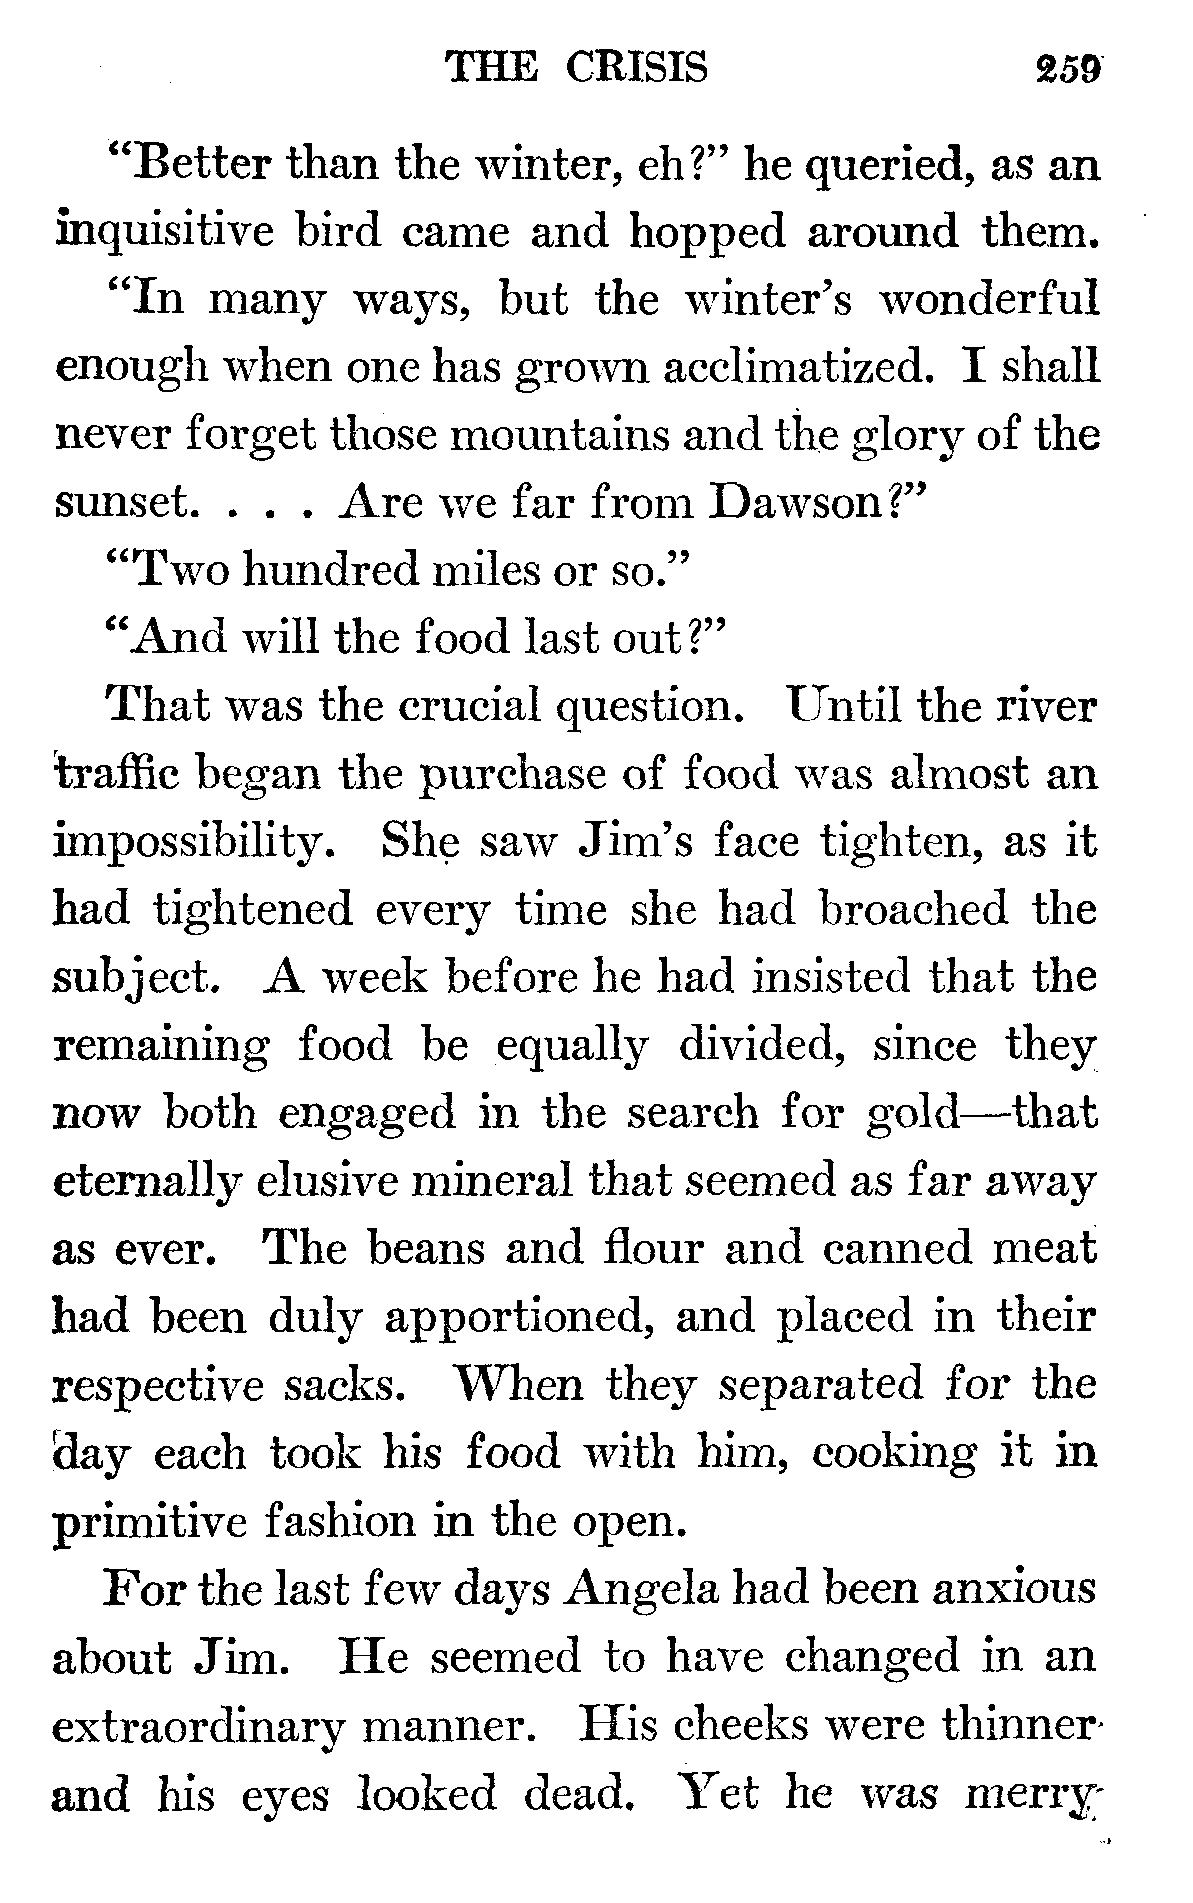 THE CRISIS 259
“Better than the winter, eh?” he queried, as an
inquisitive bird came and hopped around them.
“In many ways, but the winter’s wonderful
enough when one has grown acclimatized. I shall
never forget those mountains and the glory of the
sunset. . . . Are we far from Dawson?”
“Two hundred miles or so.”
“And will the food last out?”
That was the crucial question. Until the river
traffic began the purchase of food was almost an
impossibility. She saw Jim’s face tighten, as it
had tightened every time she had broached the
subject. A week before he had insisted that the
remaining food be equally divided, since they
now both engaged in the search for gold—that
eternally elusive mineral that seemed as far away
as ever. The beans and flour and canned meat
had been duly apportioned, and placed in their
respective sacks. When they separated for the
day each took his food with him, cooking it in
primitive fashion in the open.
For the last few days Angela had been anxious
about Jim. He seemed to have changed in an
extraordinary manner. His cheeks were thinner
and his eyes looked dead. Yet he was merry